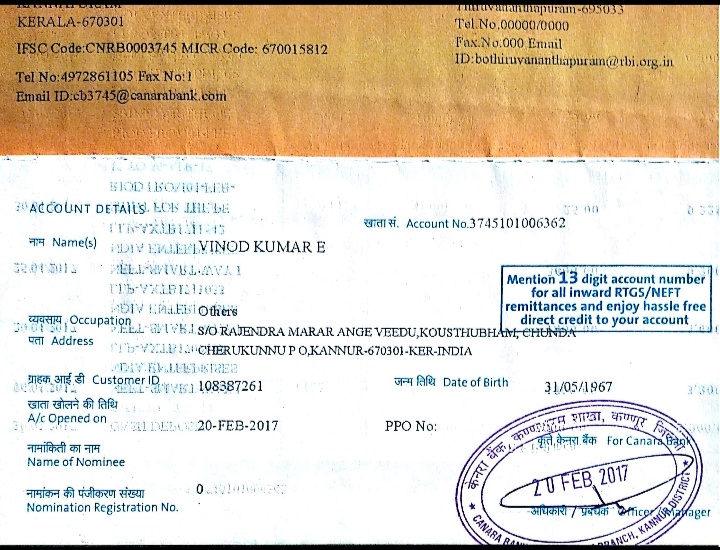 KERALA-670301
IFSC Code:CNRB0003745 MICR Code: 670015812
Tel No:4972861105 Fax No:1
Email ID:cb3745@canarabank.com
Thiruvananthapuram-695033
Tel.No.00000/0000
Fax.No.000 Email
ID:bothiruvananthapuram@rbi.org.in
ACCOUNT DETAILS
खाता सं. Account No.3745101006362
नाम Name(s) VINOD KUMAR E
Mention 13 digit account number
for all inward RTGS/NEFT
remittances and enjoy hassle free
direct credit to your account
व्यवसाय Occupation Others
पता Address S/O RAJENDRA MARAR ANGE VEEDU,KOUSTHUBHAM, CHUNDA
CHERUKUNNU P O,KANNUR-670301-KER-INDIA
ग्राहक आई डी Customer ID 108387261 जन्म तिथि Date of Birth 31/05/1967
खाता खोलने की तिथि
A/c Opened on 20-FEB-2017 PPO No:
नामांकिती का नाम
Name of Nominee
नामांकन की पंजीकरण संख्या 0
Nomination Registration No.
कृते केनरा बैंक For Canara Bank
20 FEB 2017
अधिकारी / प्रबंधक Officer / Manager
केनरा बैंक, शाखा, कण्णूर जिला
CANARA BRANCH, KANNUR DISTRICT